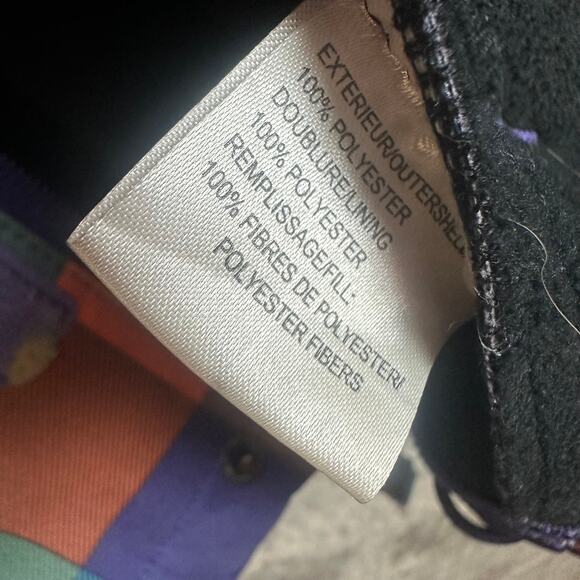 EXTERIEUR/OUTERSHELL
100% POLYESTER
DOUBLURE/LINING
100% POLYESTER
REMPLISSAGE/FILL:
100% FIBRES DE POLYESTER/
POLYESTER FIBERS